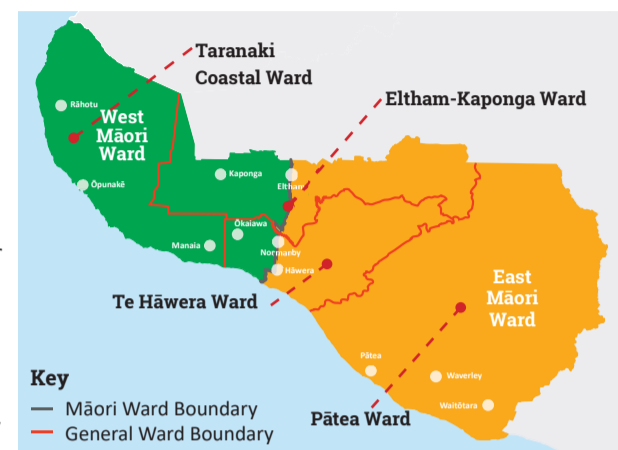 Taranaki
Coastal Ward
Eltham-Kaponga Ward
Rāhotu
West
Māori
Ward
Kaponga
Eltham
Ōpunakē
Ōkaiawa
Manaia
Normanby
Hāwera
Te Hāwera Ward
East
Māori
Ward
Pātea
Waverley
Waitōtara
Pātea Ward
Key
Māori Ward Boundary
General Ward Boundary